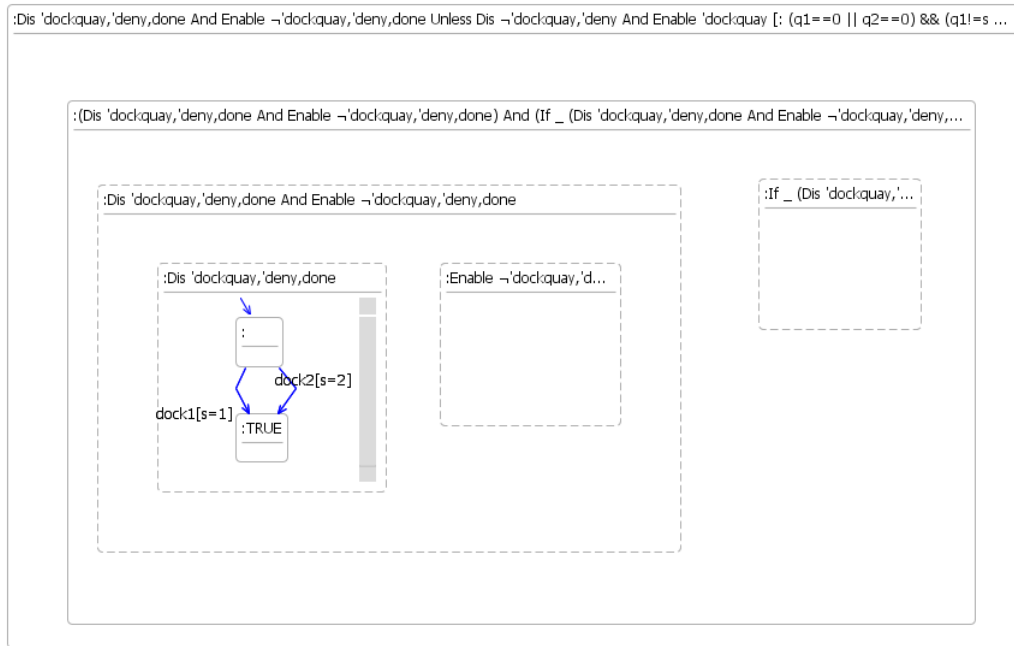 :Dis 'dockquay,'deny,done And Enable ¬'dockquay,'deny,done Unless Dis ¬'dockquay,'deny And Enable 'dockquay [: (q1==0 || q2==0) && (q1!=s ...
:(Dis 'dockquay,'deny,done And Enable ¬'dockquay,'deny,done) And (If _ (Dis 'dockquay,'deny,done And Enable ¬'dockquay,'deny,...
:Dis 'dockquay,'deny,done And Enable ¬'dockquay,'deny,done
:If _ (Dis 'dockquay,'...
:Dis 'dockquay,'deny,done
:Enable ¬'dockquay,'d...
:
dock2[s=2]
dock1[s=1]
:TRUE